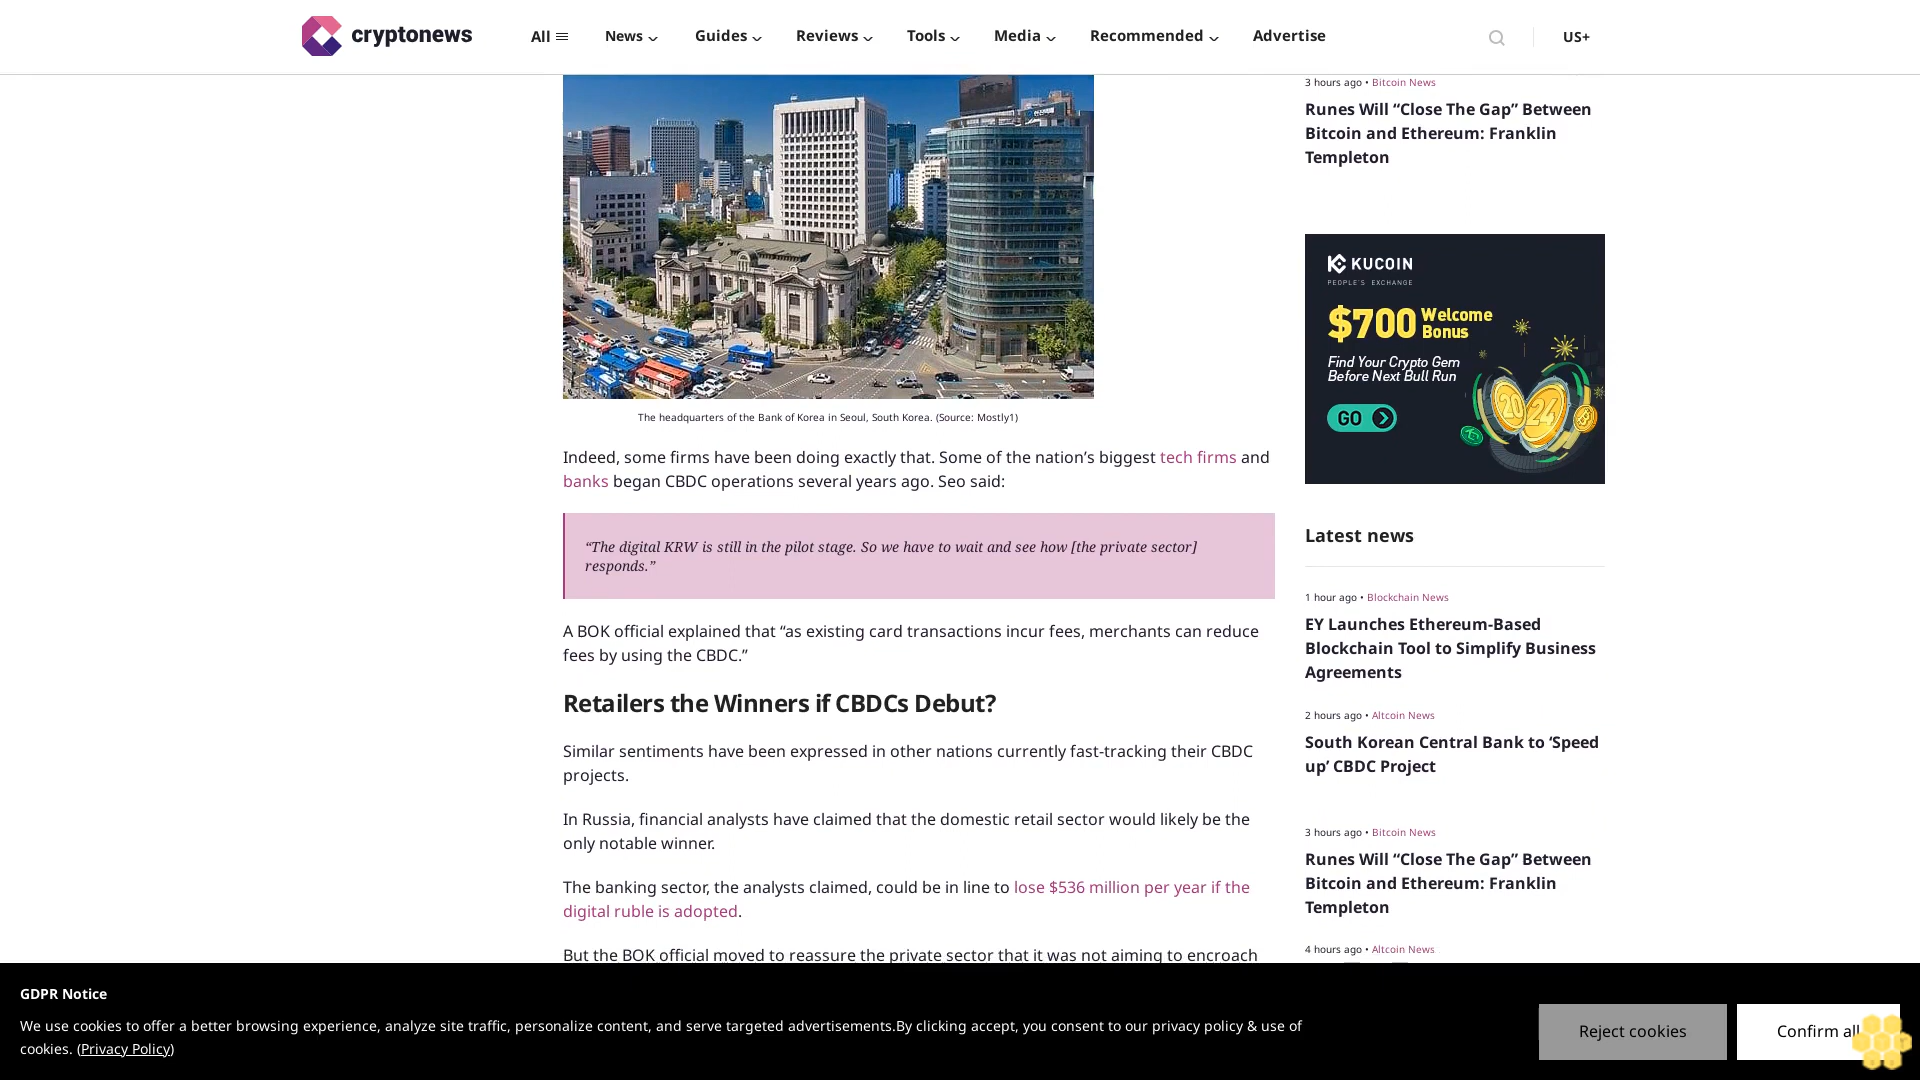 cryptonews
All
News
Guides
Reviews
Tools
Media
Recommended
Advertise
US+
The headquarters of the Bank of Korea in Seoul, South Korea. (Source: Mostly1)
Indeed, some firms have been doing exactly that. Some of the nation’s biggest tech firms and
banks began CBDC operations several years ago. Seo said:
“The digital KRW is still in the pilot stage. So we have to wait and see how [the private sector]
responds.”
A BOK official explained that “as existing card transactions incur fees, merchants can reduce
fees by using the CBDC.”
Retailers the Winners if CBDCs Debut?
Similar sentiments have been expressed in other nations currently fast-tracking their CBDC
projects.
In Russia, financial analysts have claimed that the domestic retail sector would likely be the
only notable winner.
The banking sector, the analysts claimed, could be in line to lose $536 million per year if the
digital ruble is adopted.
But the BOK official moved to reassure the private sector that it was not aiming to encroach
3 hours ago • Bitcoin News
Runes Will “Close The Gap” Between
Bitcoin and Ethereum: Franklin
Templeton
KUCOIN
PEOPLE'S EXCHANGE
$700 Welcome
Bonus
Find Your Crypto Gem
Before Next Bull Run
GO
20 24
Latest news
1 hour ago • Blockchain News
EY Launches Ethereum-Based
Blockchain Tool to Simplify Business
Agreements
2 hours ago • Altcoin News
South Korean Central Bank to ‘Speed
up’ CBDC Project
3 hours ago • Bitcoin News
Runes Will “Close The Gap” Between
Bitcoin and Ethereum: Franklin
Templeton
4 hours ago • Altcoin News
GDPR Notice
We use cookies to offer a better browsing experience, analyze site traffic, personalize content, and serve targeted advertisements.By clicking accept, you consent to our privacy policy & use of
cookies. (Privacy Policy)
Reject cookies
Confirm all